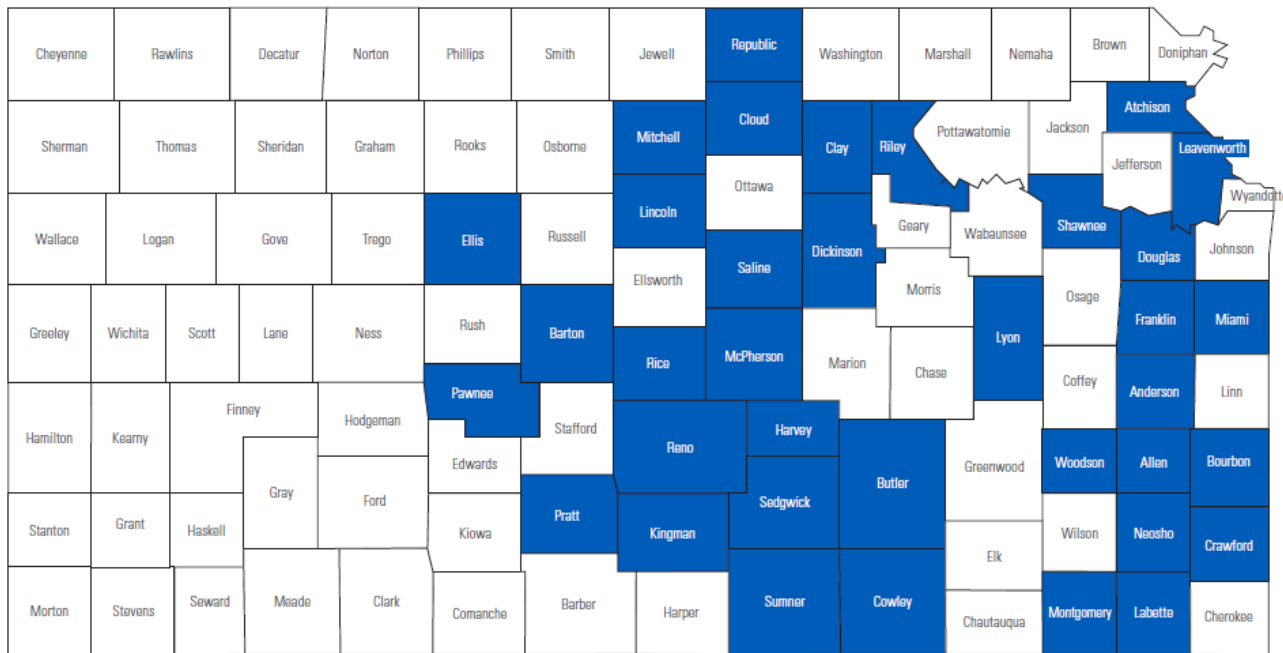 Cheyenne
Rawlins
Decatur
Norton
Phillips
Smith
Jewell
Republic
Washington
Marshall
Nemaha
Brown
Doniphan
Sherman
Thomas
Sheridan
Graham
Rooks
Osborne
Mitchell
Cloud
Clay
Riley
Pottawatomie
Jackson
Atchison
Jefferson
Leavenworth
Wyandotte
Ottawa
Lincoln
Geary
Wabaunsee
Shawnee
Wallace
Logan
Gove
Trego
Ellis
Russell
Saline
Dickinson
Douglas
Johnson
Ellsworth
Morris
Osage
Greeley
Wichita
Scott
Lane
Ness
Rush
Barton
Rice
McPherson
Marion
Chase
Lyon
Franklin
Miami
Coffey
Anderson
Linn
Pawnee
Hamilton
Kearny
Finney
Hodgeman
Stafford
Edwards
Reno
Harvey
Butler
Greenwood
Woodson
Allen
Bourbon
Gray
Ford
Sedgwick
Stanton
Grant
Haskell
Kiowa
Pratt
Kingman
Elk
Wilson
Neosho
Crawford
Morton
Stevens
Seward
Meade
Clark
Comanche
Barber
Harper
Sumner
Cowley
Chautauqua
Montgomery
Labette
Cherokee